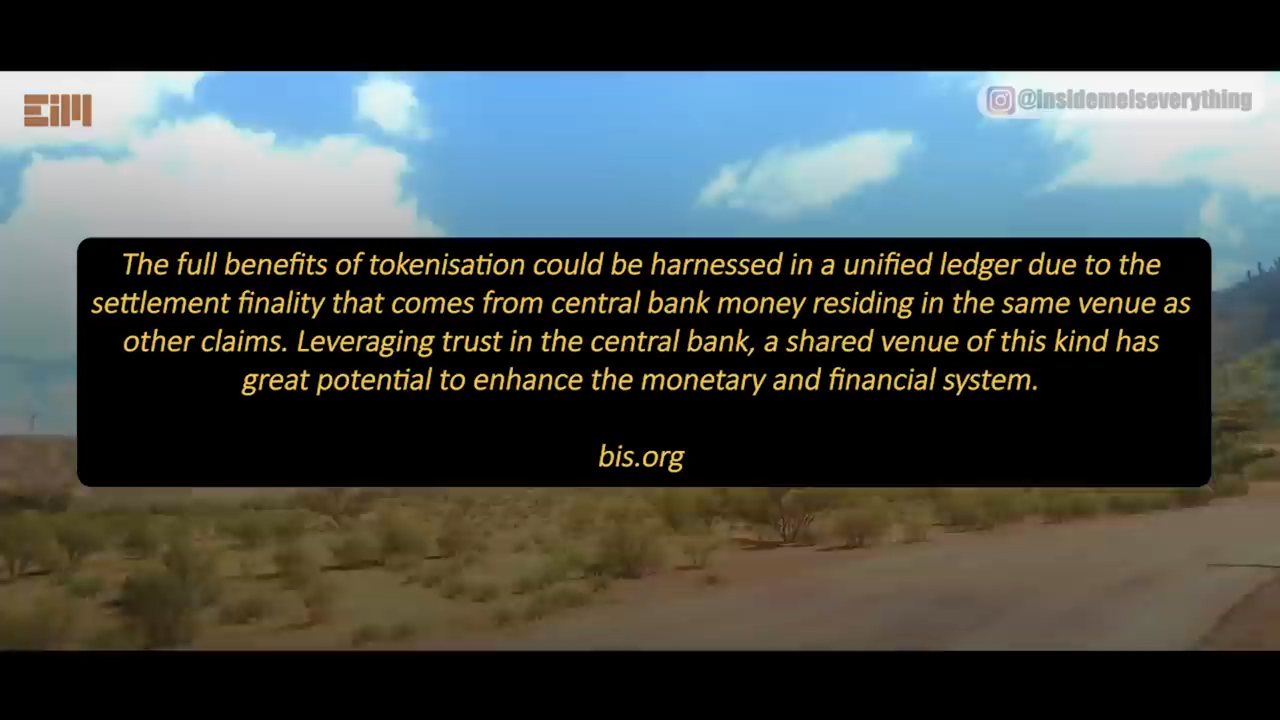 EiM
@insidemeiseverything
The full benefits of tokenisation could be harnessed in a unified ledger due to the
settlement finality that comes from central bank money residing in the same venue as
other claims. Leveraging trust in the central bank, a shared venue of this kind has
great potential to enhance the monetary and financial system.
bis.org